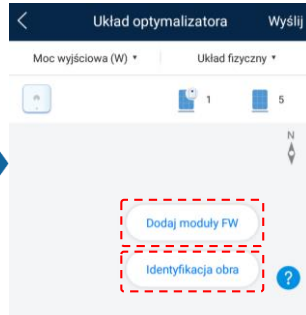 Układ optymalizatora Wyślij
Moc wyjściowa (W) Układ fizyczny
1 5
N
Dodaj moduły FW
Identyfikacja obra
?